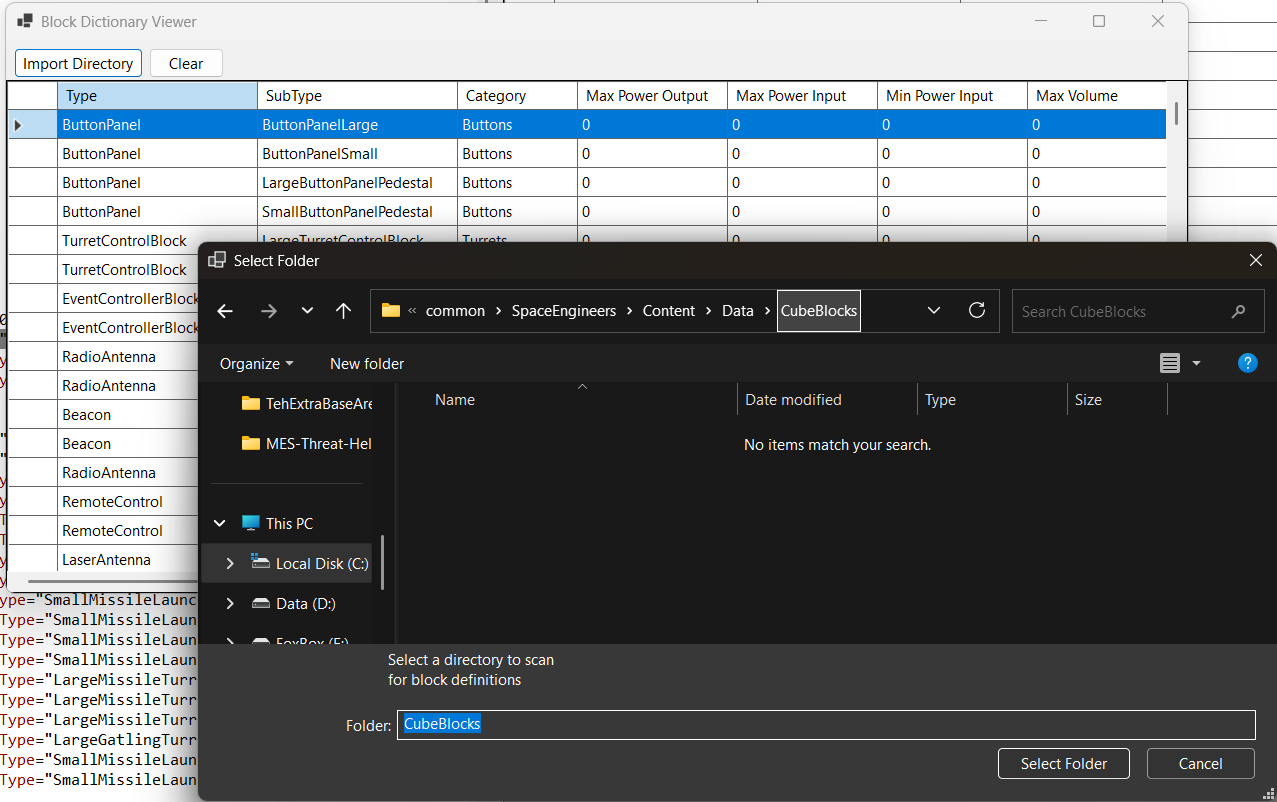 Block Dictionary Viewer
Import Directory Clear
Type SubType Category Max Power Output Max Power Input Min Power Input Max Volume
ButtonPanel ButtonPanelLarge Buttons 0 0 0 0
ButtonPanel ButtonPanelSmall Buttons 0 0 0 0
ButtonPanel LargeButtonPanelPedestal Buttons 0 0 0 0
ButtonPanel SmallButtonPanelPedestal Buttons 0 0 0 0
TurretControlBlock LargeTurretControlBlock Turrets 0 0 0 0
TurretControlBlock
EventControllerBlock
EventControllerBlock
RadioAntenna
RadioAntenna
Beacon
Beacon
RadioAntenna
RemoteControl
RemoteControl
LaserAntenna
ype="SmallMissileLaunc
Type="SmallMissileLaun
Type="SmallMissileLaun
Type="SmallMissileLaun
Type="LargeMissileTurr
Type="LargeMissileTurr
Type="LargeMissileTurr
Type="LargeGatlingTurr
Type="SmallMissileLaun
Type="SmallMissileLaun
Select Folder
« common > SpaceEngineers > Content > Data > CubeBlocks
Search CubeBlocks
Organize New folder
?
Name Date modified Type Size
No items match your search.
TehExtraBaseAre
MES-Threat-Hel
This PC
Local Disk (C:)
Data (D:)
FoxBox (F:)
Select a directory to scan
for block definitions
Folder: CubeBlocks
Select Folder Cancel